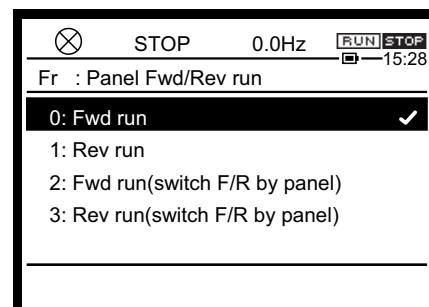 STOP 0.0Hz RUN STOP
15:28
Fr : Panel Fwd/Rev run
0: Fwd run
1: Rev run
2: Fwd run(switch F/R by panel)
3: Rev run(switch F/R by pane)